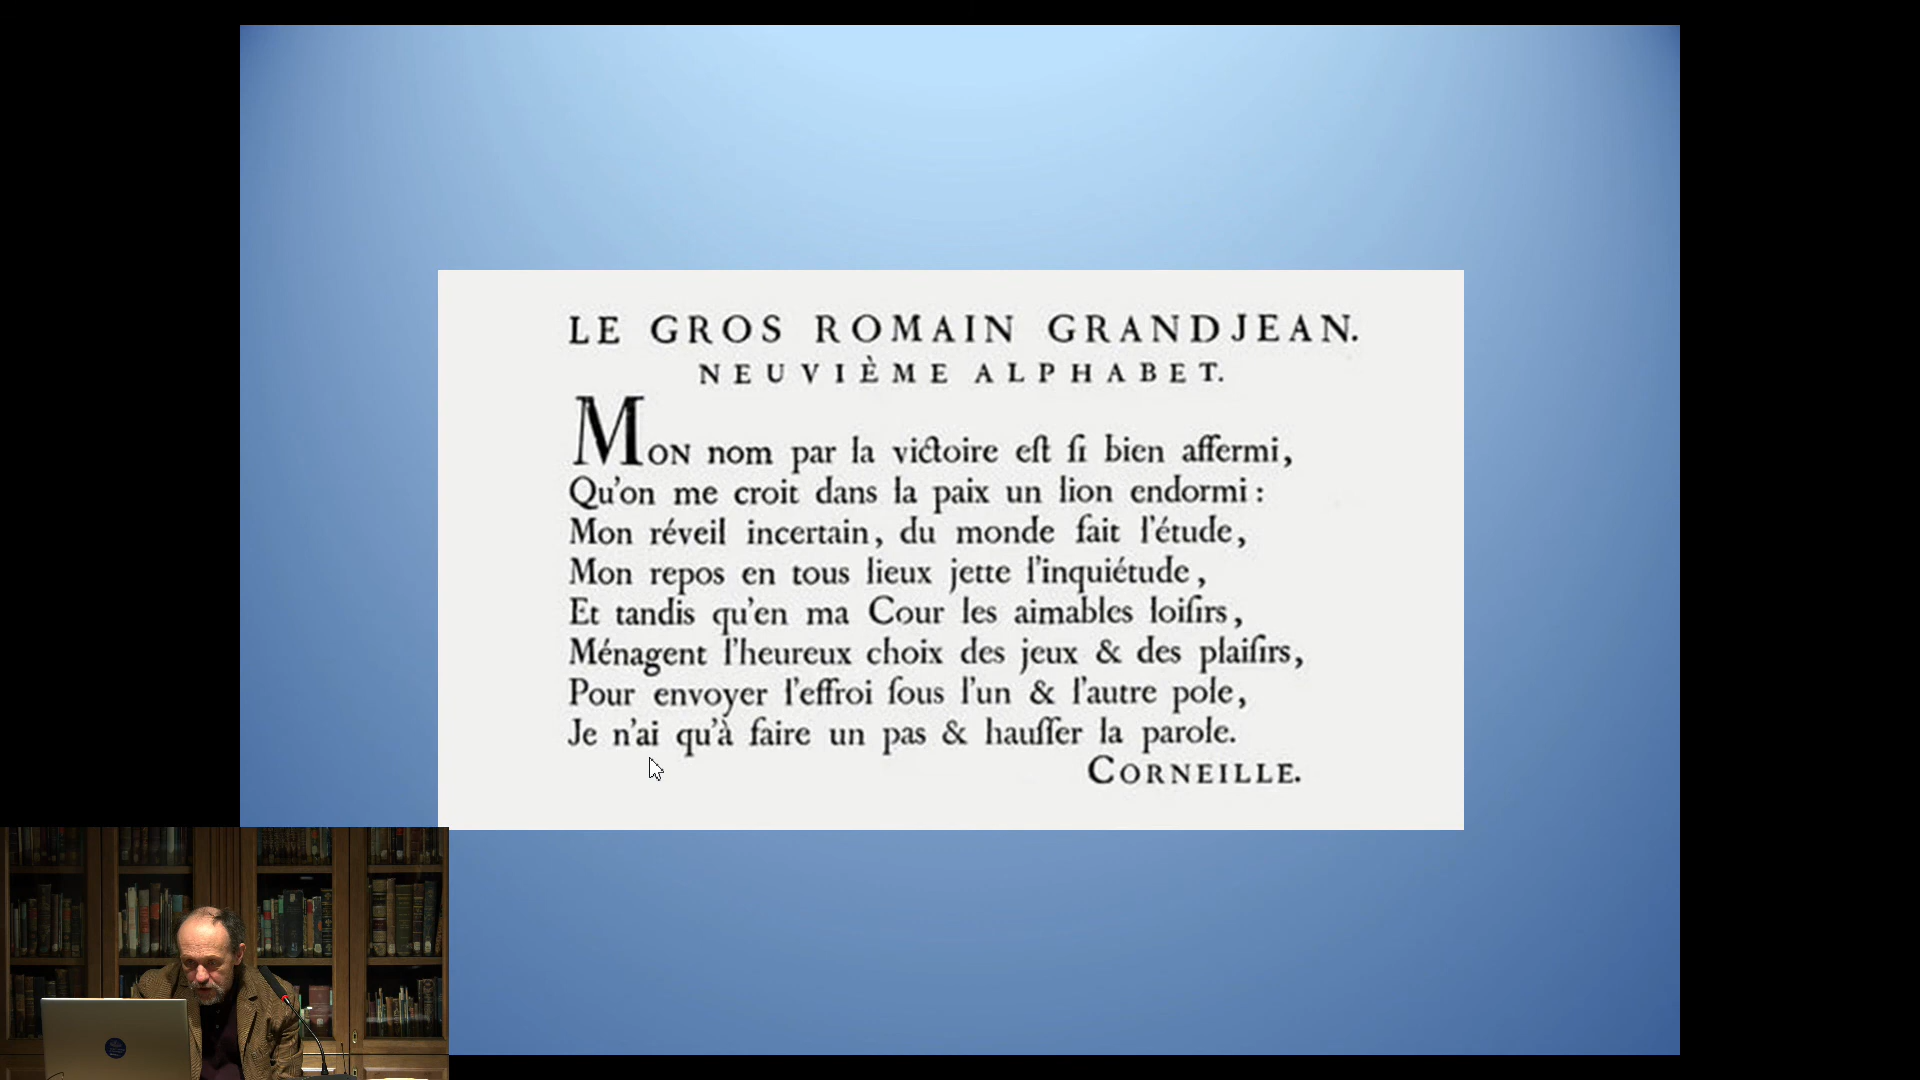 LE GROS ROMAIN GRANDJEAN.
NEUVIÈME ALPHABET.
MON nom par la victoire eſt ſi bien affermi,
Qu'on me croit dans la paix un lion endormi :
Mon réveil incertain, du monde fait l'étude,
Mon repos en tous lieux jette l'inquiétude,
Et tandis qu'en ma Cour les aimables loiſirs,
Ménagent l'heureux choix des jeux & des plaiſirs,
Pour envoyer l'effroi ſous l'un & l'autre pole,
Je n'ai qu'à faire un pas & hauſſer la parole.
CORNEILLE.